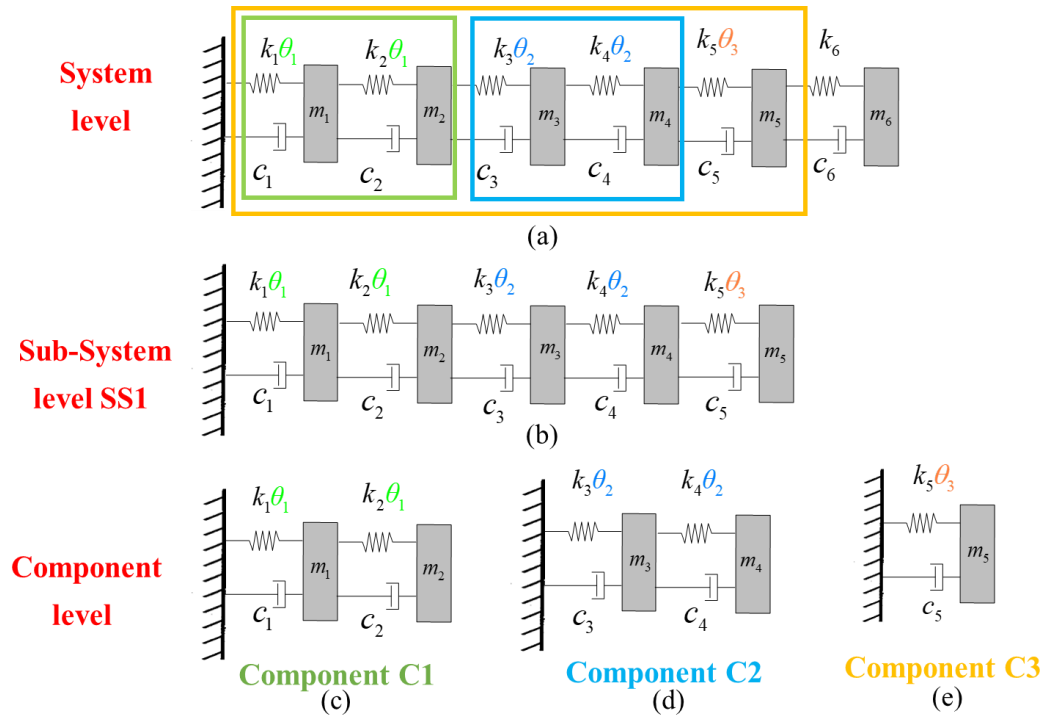 System
level
k₁θ₁ k₂θ₁ k₃θ₂ k₄θ₂ k₅θ₃ k₆
m₁ m₂ m₃ m₄ m₅ m₆
c₁ c₂ c₃ c₄ c₅ c₆
(a)
Sub-System
level SS1
k₁θ₁ k₂θ₁ k₃θ₂ k₄θ₂ k₅θ₃
m₁ m₂ m₃ m₄ m₅
c₁ c₂ c₃ c₄ c₅
(b)
Component
level
k₁θ₁ k₂θ₁
m₁ m₂
c₁ c₂
Component C1
(c)
k₃θ₂ k₄θ₂
m₃ m₄
c₃ c₄
Component C2
(d)
k₅θ₃
m₅
c₅
Component C3
(e)